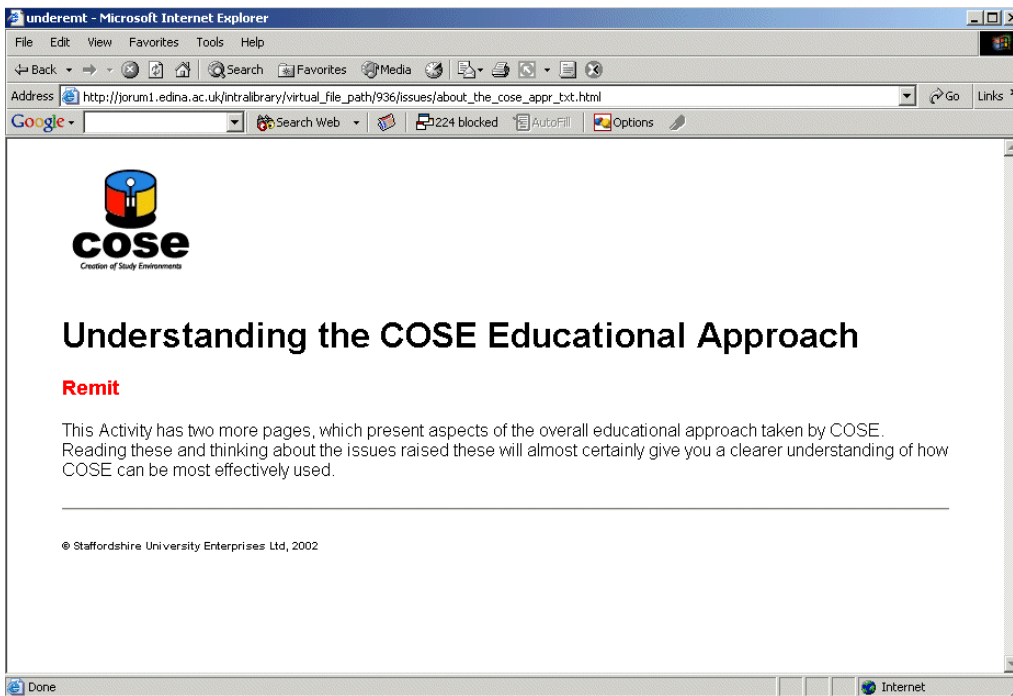 underemt - Microsoft Internet Explorer
File Edit View Favorites Tools Help
Back Search Favorites Media
Address http://jorum1.edina.ac.uk/intralibrary/virtual_file_path/936/issues/about_the_cose_appr_txt.html Go Links
Google Search Web 224 blocked AutoFill Options
cose
Creation of Study Environments
Understanding the COSE Educational Approach
Remit
This Activity has two more pages, which present aspects of the overall educational approach taken by COSE.
Reading these and thinking about the issues raised these will almost certainly give you a clearer understanding of how
COSE can be most effectively used.
© Staffordshire University Enterprises Ltd, 2002
Done Internet